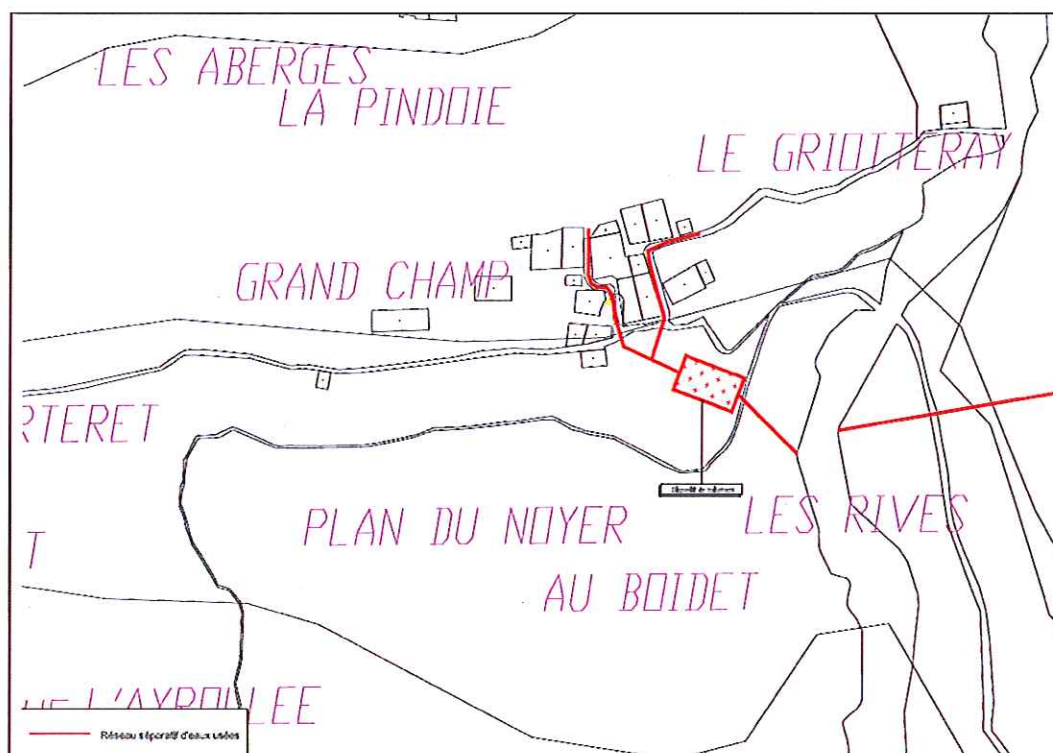 LES ABERGES
LA PINDOIE
LE GRIOTTERAY
GRAND CHAMP
RTERET
PLAN DU NOYER
LES RIVES
T
AU BOIDET
L'AYROULEE
Réseau séparatif d'eaux usées